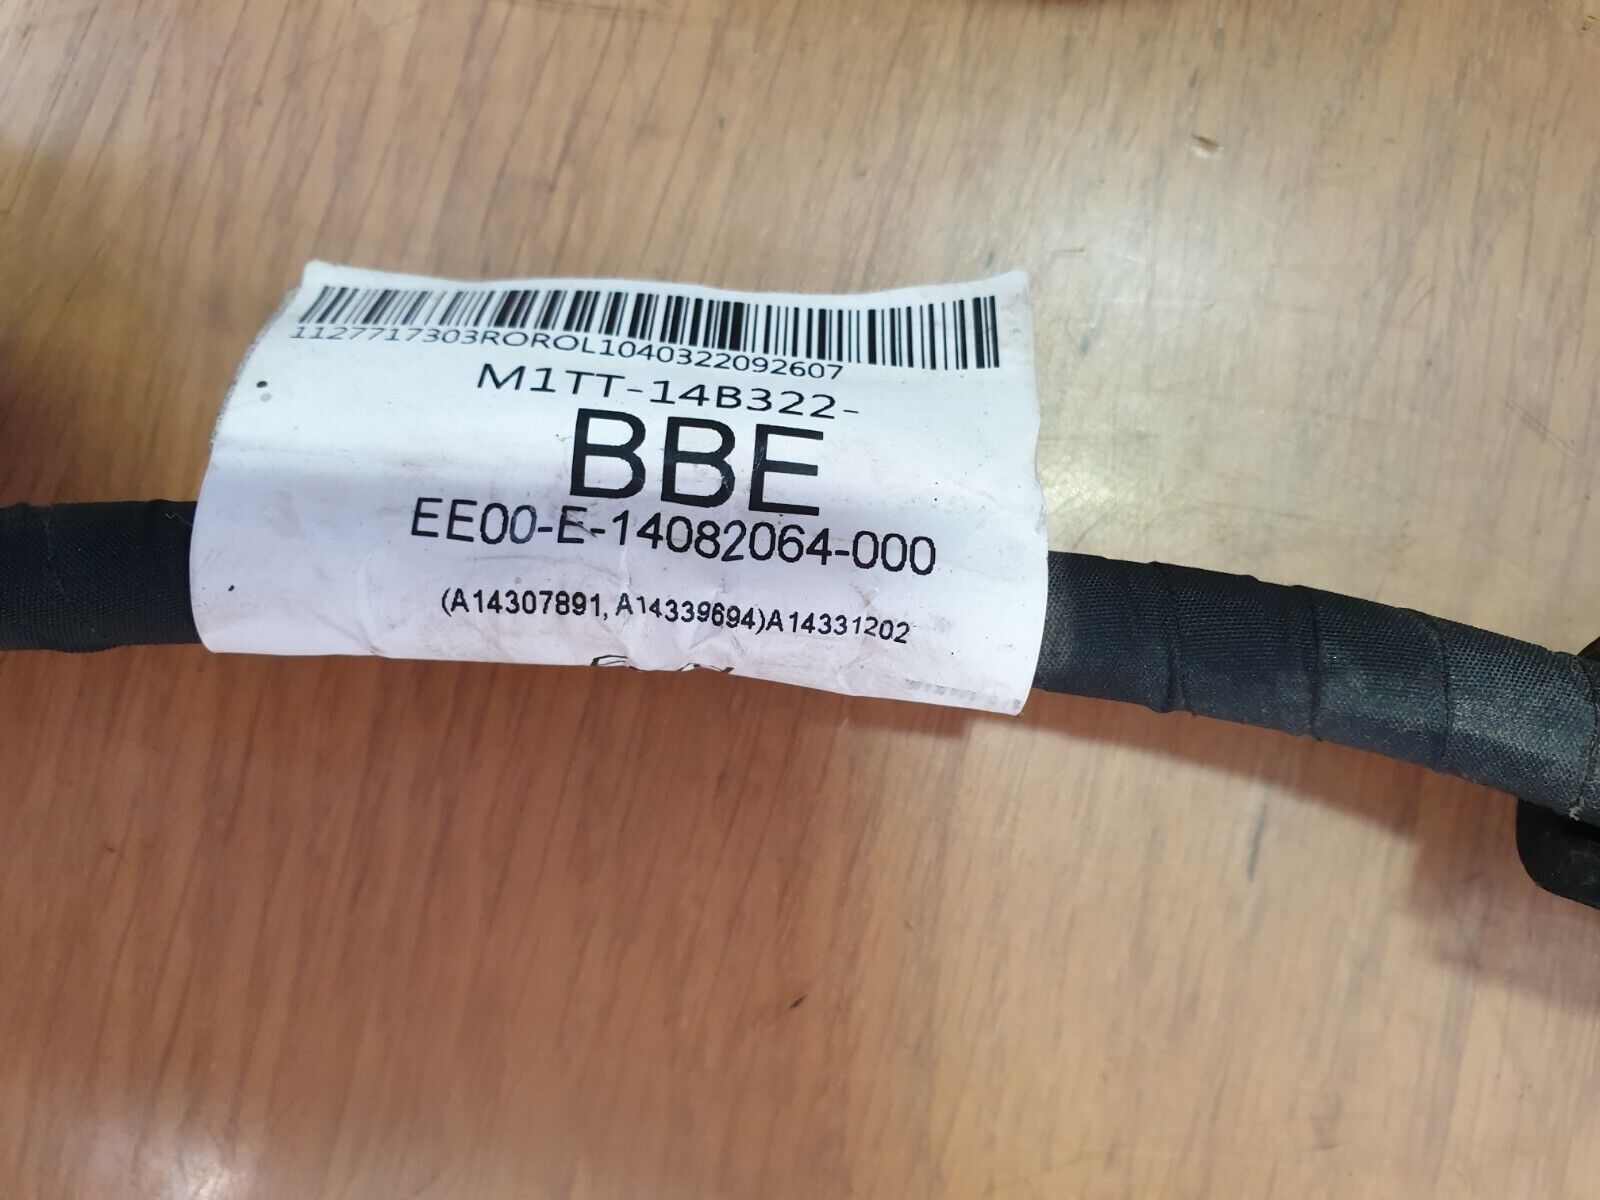 1127717303ROROL1040322092607
M1TT-14B322-
BBE
EE00-E-14082064-000
(A14307891, A14339694)A14331202